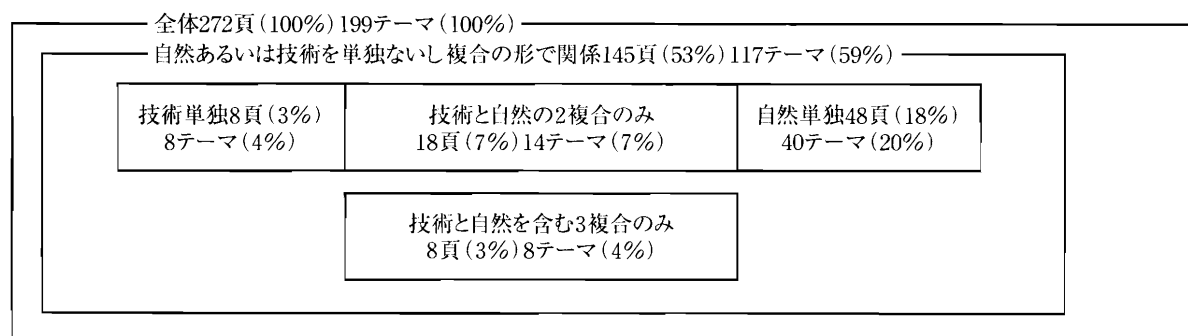 全体272頁(100%)199テーマ(100%)
自然あるいは技術を単独ないし複合の形で関係145頁(53%)117テーマ(59%)
技術単独8頁(3%)
8テーマ(4%)
技術と自然の2複合のみ
18頁(7%)14テーマ(7%)
自然単独48頁(18%)
40テーマ(20%)
技術と自然を含む3複合のみ
8頁(3%)8テーマ(4%)